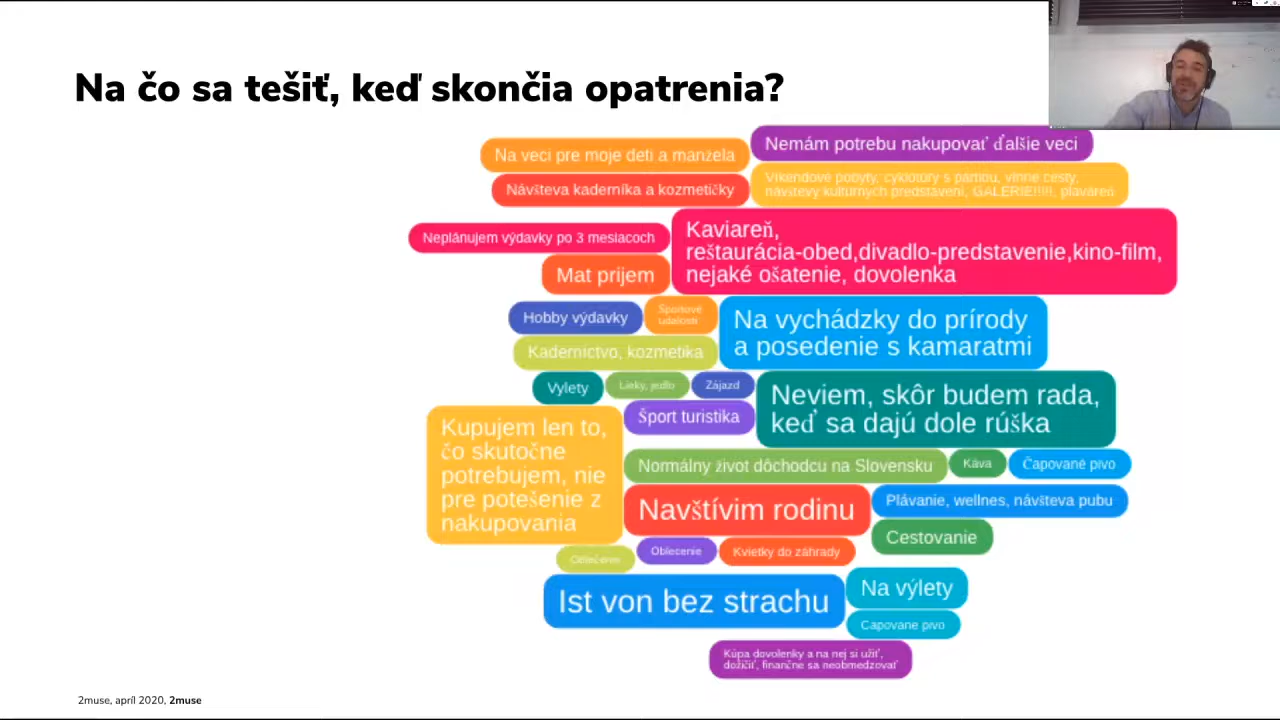 Na čo sa tešiť, keď skončia opatrenia?
Na veci pre moje deti a manžela
Nemám potrebu nakupovať ďalšie veci
Návšteva kaderníka a kozmetičky
Víkendové pobyty, cyklotúry s partiou, vínne cesty,
návštevy kultúrnych predstavení, GALERIE!!!!!, plaváreň
Neplánujem výdavky po 3 mesiacoch
Kaviareň,
reštaurácia-obed,divadlo-predstavenie,kino-film,
nejaké ošatenie, dovolenka
Mat prijem
Hobby výdavky
Športové
udalosti
Na vychádzky do prírody
a posedenie s kamaratmi
Kadernictvo, kozmetika
Vylety
Lieky, jedlo
Zájazd
Neviem, skôr budem rada,
keď sa dajú dole rúška
Šport turistika
Kupujem len to,
čo skutočne
potrebujem, nie
pre potešenie z
nakupovania
Normálny život dôchodcu na Slovensku
Káva
Čapované pivo
Navštívim rodinu
Plávanie, wellnes, návšteva pubu
Cestovanie
Oblečenie
Oblecenie
Kvietky do záhrady
Ist von bez strachu
Na výlety
Capovane pivo
Kúpa dovolenky a na nej si užiť,
dožičiť, finančne sa neobmedzovať
2muse, apríl 2020, 2muse